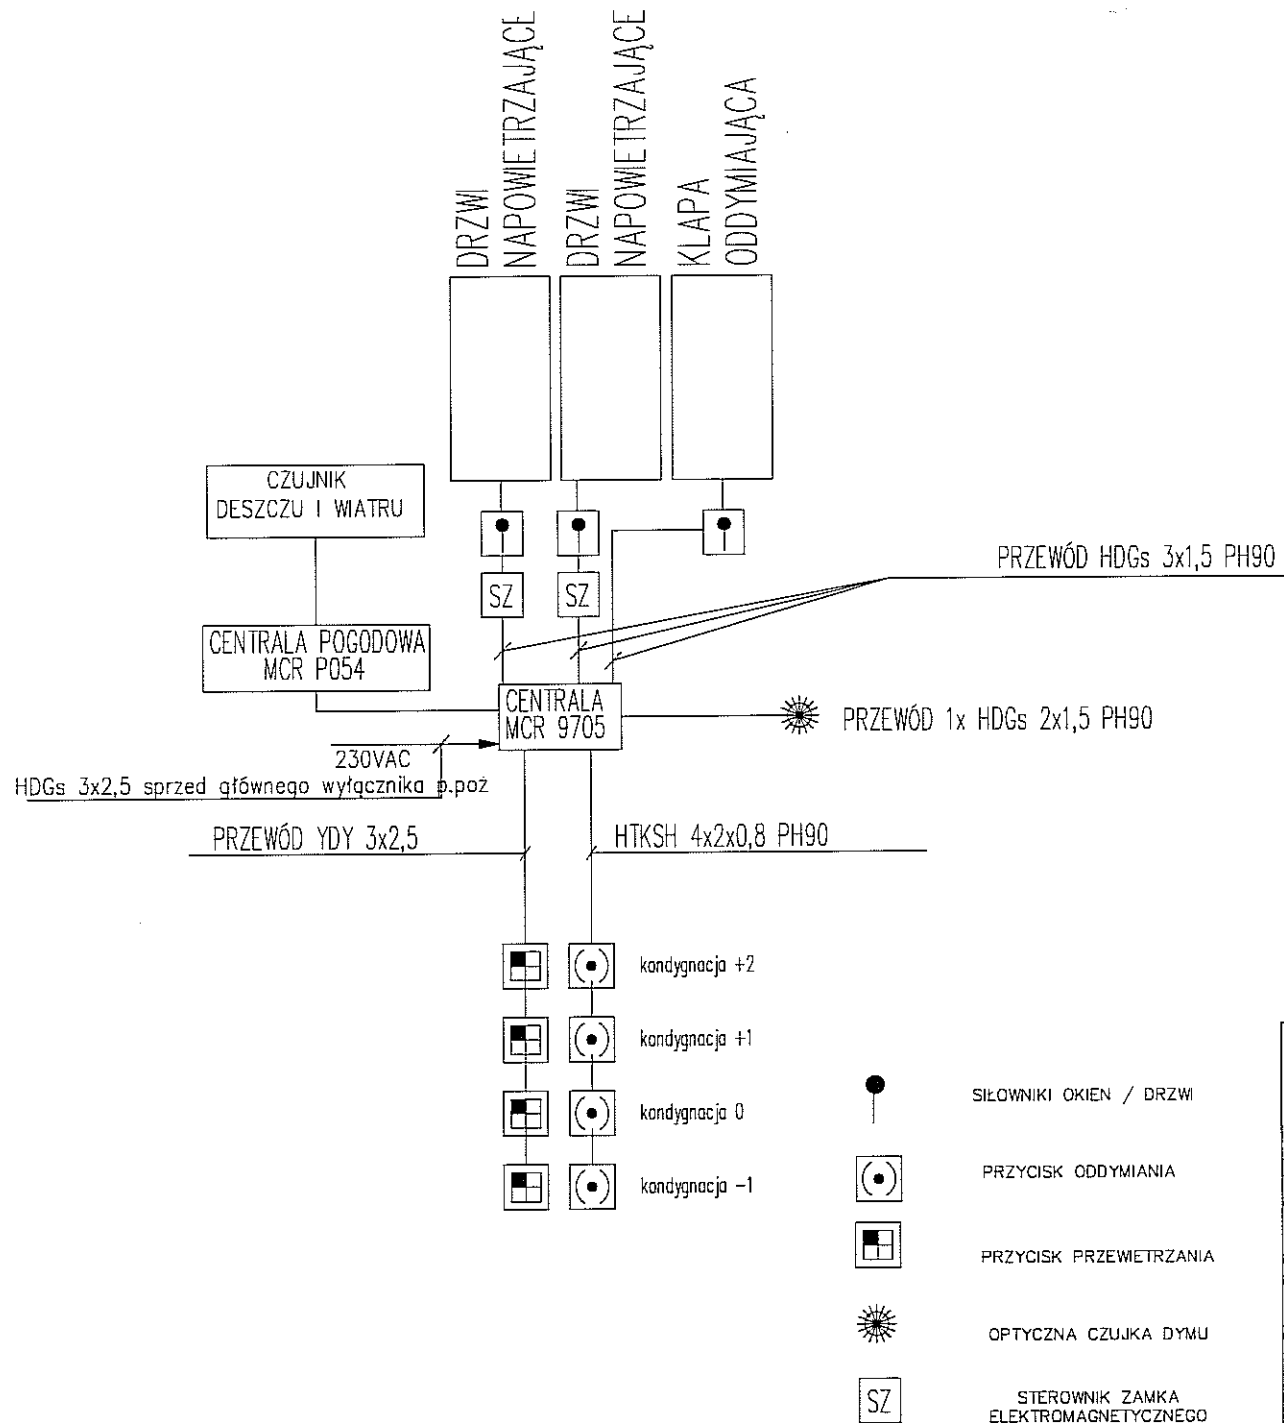 DRZWI
NAPOWIETRZAJĄCE
DRZWI
NAPOWIETRZAJĄCE
KLAPA
ODDYMIAJĄCA
CZUJNIK
DESZCZU I WIATRU
SZ
SZ
PRZEWÓD HDGs 3x1,5 PH90
CENTRALA POGODOWA
MCR P054
CENTRALA
MCR 9705
PRZEWÓD 1x HDGs 2x1,5 PH90
230VAC
HDGs 3x2,5 sprzed głównego wyłącznika p.poż
PRZEWÓD YDY 3x2,5
HTKSH 4x2x0,8 PH90
kondygnacja +2
kondygnacja +1
kondygnacja 0
kondygnacja -1
SIŁOWNIKI OKIEN / DRZWI
PRZYCISK ODDYMIANIA
PRZYCISK PRZEWIETRZANIA
OPTYCZNA CZUJKA DYMU
SZ
STEROWNIK ZAMKA
ELEKTROMAGNETYCZNEGO